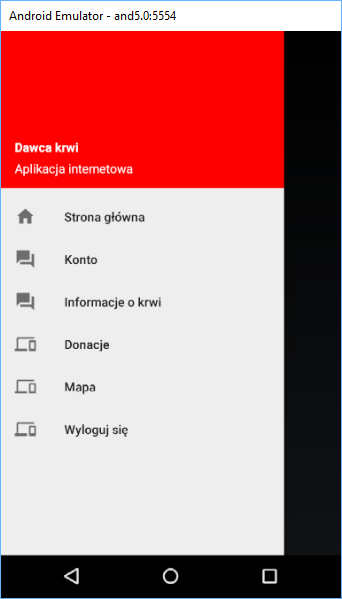 Android Emulator - and5.0:5554
Dawca krwi
Aplikacja internetowa
Strona główna
Konto
Informacje o krwi
Donacje
Mapa
Wyloguj się